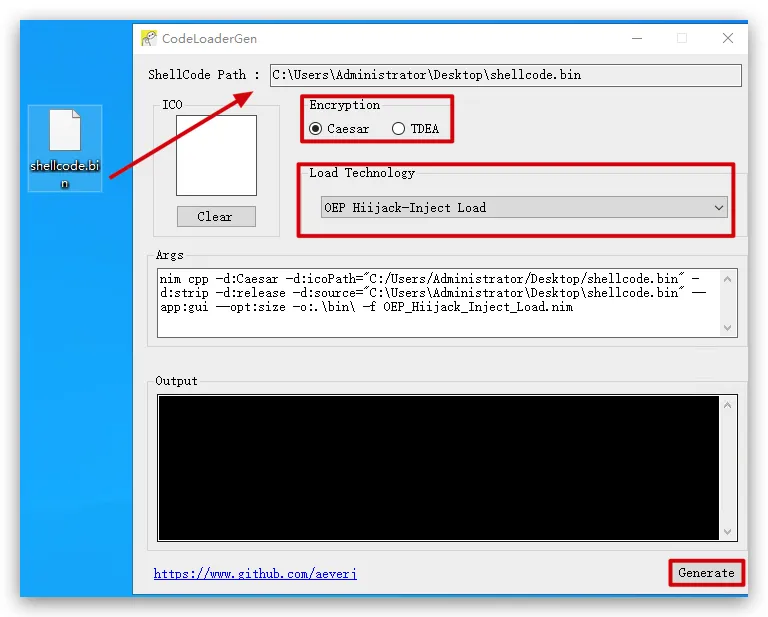 CodeLoaderGen
ShellCode Path : C:\Users\Administrator\Desktop\shellcode.bin
ICO
Encryption
Caesar TDEA
shellcode.bi
n
Load Technology
OEP Hiijack-Inject Load
Clear
Args
nim cpp -d:Caesar -d:icoPath="C:/Users/Administrator/Desktop/shellcode.bin" -
d:strip -d:release -d:source="C:\Users\Administrator\Desktop\shellcode.bin" --
app:gui --opt:size -o:.\bin\ -f OEP_Hiijack_Inject_Load.nim
Output
https://www.github.com/aeverj
Generate